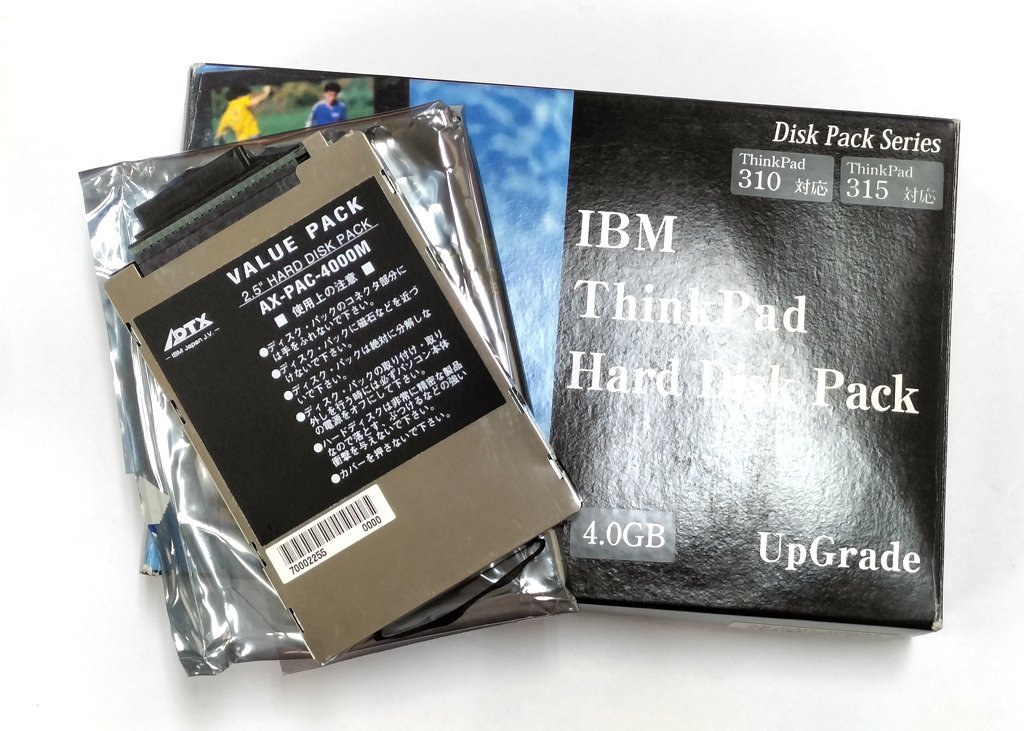 Disk Pack Series
ThinkPad
310 対応
ThinkPad
315 対応
IBM
ThinkPad
Hard Disk Pack
4.0GB
UpGrade
VALUE PACK
2.5" HARD DISK PACK
AX-PAC-4000M
■ 使用上の注意 ■
●ディスク・パックのコネクタ部分に
は手をふれないで下さい。
●ディスク・パックに磁石などを近づ
けないで下さい。
●ディスク・パックは絶対に分解しな
いで下さい。
●ディスク・パックの取り付け・取り
外しを行う時には必ずパソコン本体
の電源をオフにして下さい。
●ハードディスクは非常に精密な製品
なので落とす、ぶつけるなどの強い
衝撃を与えないで下さい。
●カバーを押さないで下さい。
ADTX
— IBM Japan J.V. —
70002255
0000